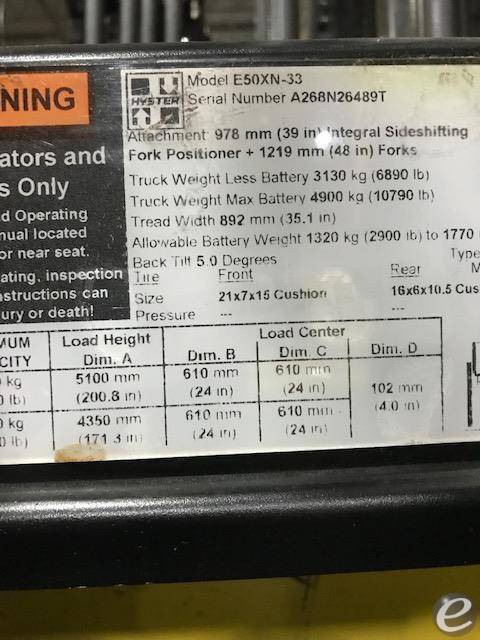 NING
HYSTER
Model E50XN-33
Serial Number A268N26489T
Attachment 978 mm (39 in) Integral Sideshifting
Fork Positioner + 1219 mm (48 in) Forks
Truck Weight Less Battery 3130 kg (6890 lb)
Truck Weight Max Battery 4900 kg (10790 lb)
Tread Width 892 mm (35.1 in)
Allowable Battery Weight 1320 kg (2900 lb) to 1770
Back Tilt 5.0 Degrees Type
Tire Front Rear M
Size 21x7x15 Cushion 16x6x10.5 Cus
Pressure --- ---
ators and
s Only
d Operating
nual located
or near seat.
ating, inspection
structions can
ury or death!
MUM Load Height Load Center
CITY Dim. A Dim. B Dim. C Dim. D
kg 5100 mm 610 mm 610 mm
lb) (200.8 in) (24 in) (24 in) 102 mm
kg 4350 mm 610 mm 610 mm (4.0 in)
lb) (171.3 in) (24 in) (24 in)
e